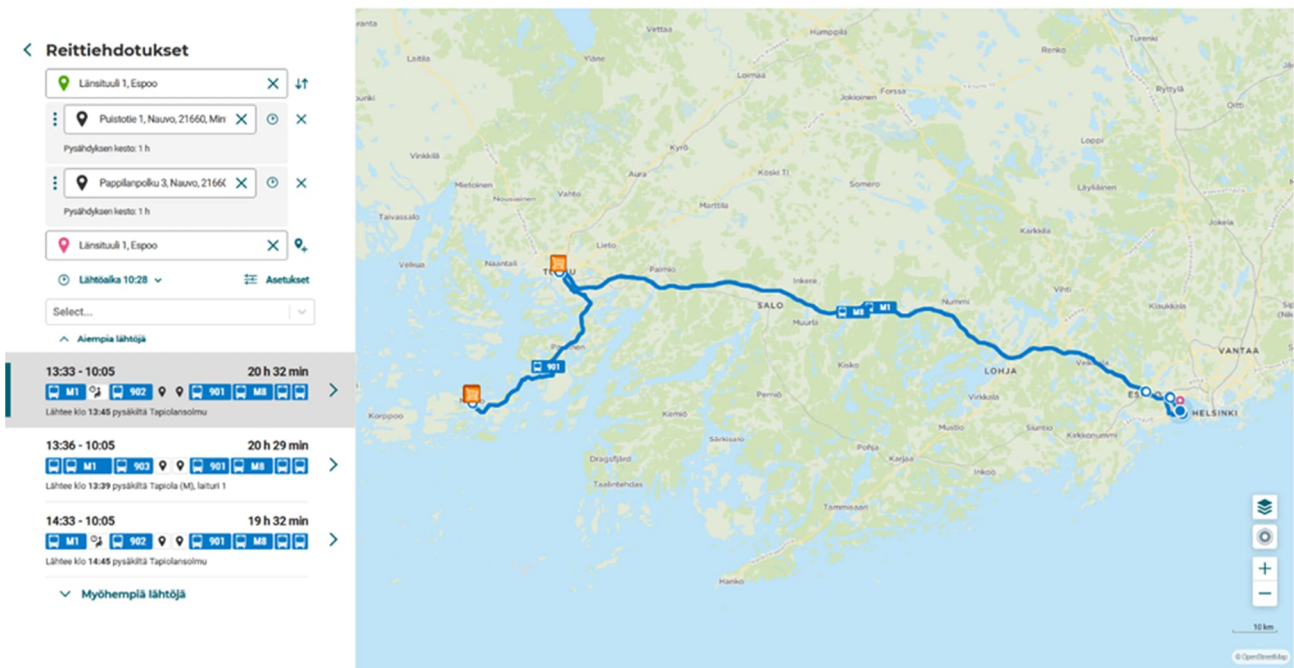 Reittiehdotukset
Länsituuli 1, Espoo
Puistotie 1, Nauvo, 21660, Min
Pysähdyksen kesto: 1 h
Pappilanpolku 3, Nauvo, 2166
Pysähdyksen kesto: 1 h
Länsituuli 1, Espoo
Lähtöaika 10:28
Asetukset
Select...
Aiempia lähtöjä
13:33 - 10:05 20 h 32 min
M1 902 901 M8
Lähtee klo 13:45 pysäkiltä Tapiolansolmu
13:36 - 10:05 20 h 29 min
M1 903 901 M8
Lähtee klo 13:39 pysäkiltä Tapiola (M), laituri 1
14:33 - 10:05 19 h 32 min
M1 902 901 M8
Lähtee klo 14:45 pysäkiltä Tapiolansolmu
Myöhempiä lähtöjä
Vettaa
Humppila
Turenki
Laitila
Yläne
Loimaa
Renko
Forssa
Jokioinen
Ryttylä
Oitti
Loppi
Kyrö
Vinkkilä
Aura
Koski Tl
Mietoinen
Vahto
Somero
Läyliäinen
Nousiainen
Marttila
Taivassalo
Jokela
Karkkila
Lieto
Velkua
Naantali
Paimio
Inkere
Vihti
Nummi
Klaukkala
SALO
M8
M1
Muurla
VANTAA
901
Kisko
LOHJA
Perniö
Virkkala
HELSINKI
Korppoo
Kemiö
Mustio
Siuntio
Kirkkonummi
Särkisalo
Pohja
Karjaa
Inkoo
Dragsfjärd
Taalintehdas
Tammisaari
Hanko
10 km
© OpenStreetMap